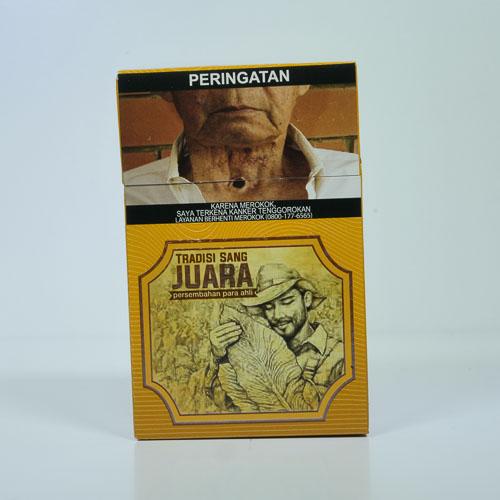 PERINGATAN
KARENA MEROKOK,
SAYA TERKENA KANKER TENGGOROKAN
LAYANAN BERHENTI MEROKOK (0800-177-6565)
TRADISI SANG
JUARA
persembahan para ahli